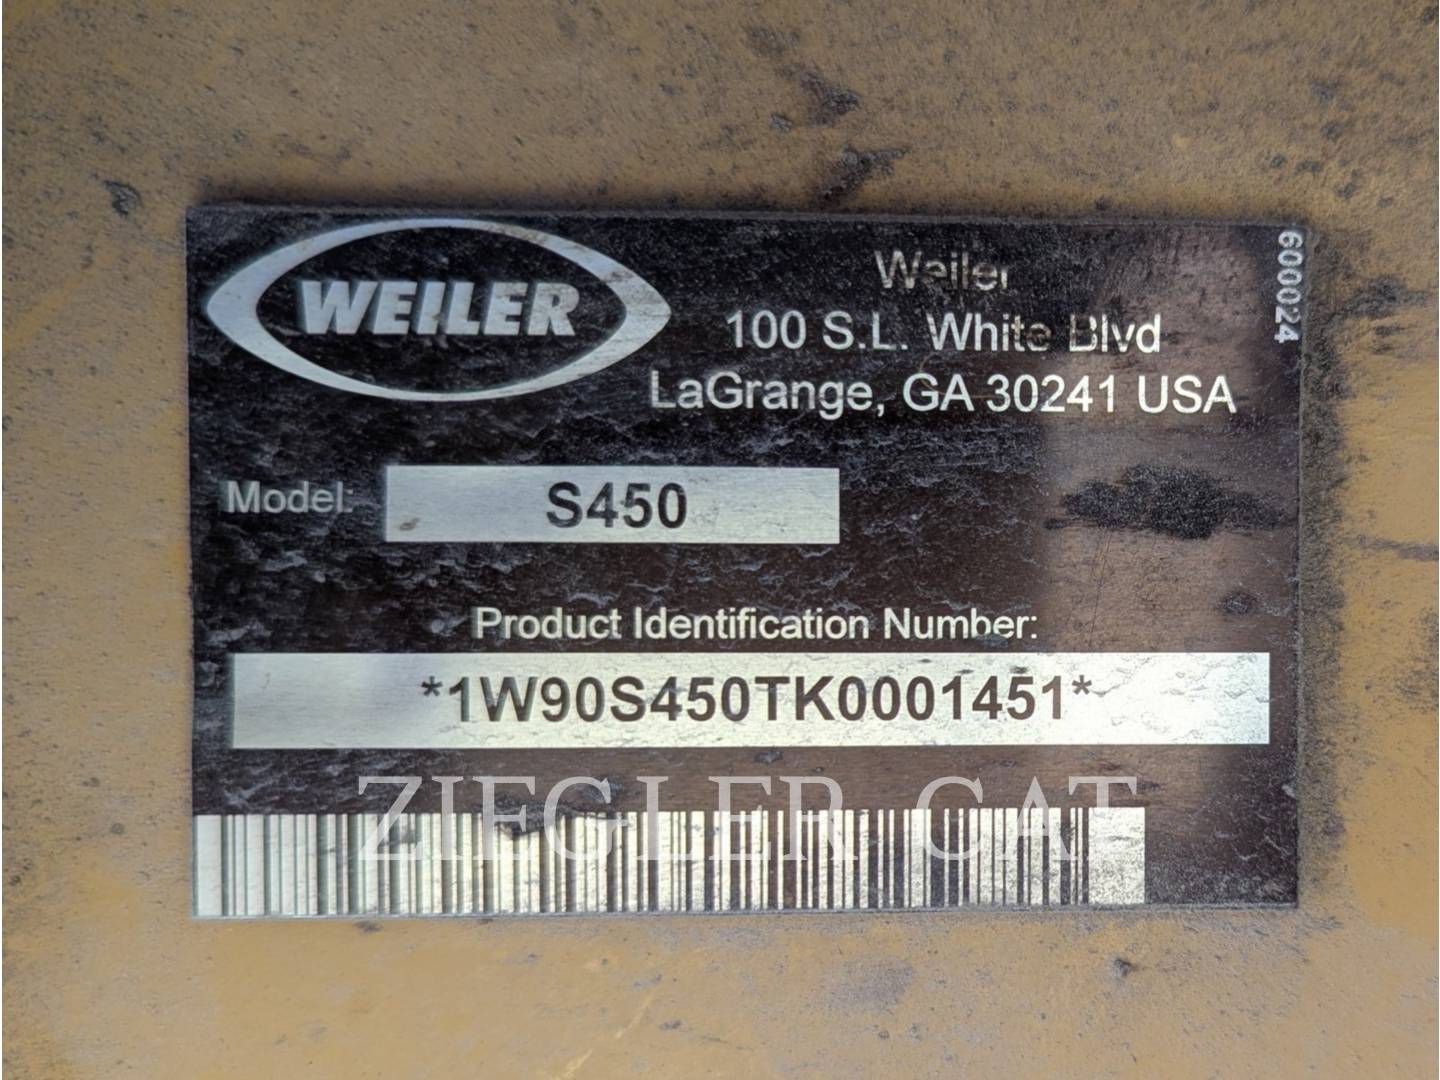 WEILER
Weiler
100 S.L. White Blvd
LaGrange, GA 30241 USA
600024
Model: S450
Product Identification Number:
*1W90S450TK0001451*
ZIEGLER CAT